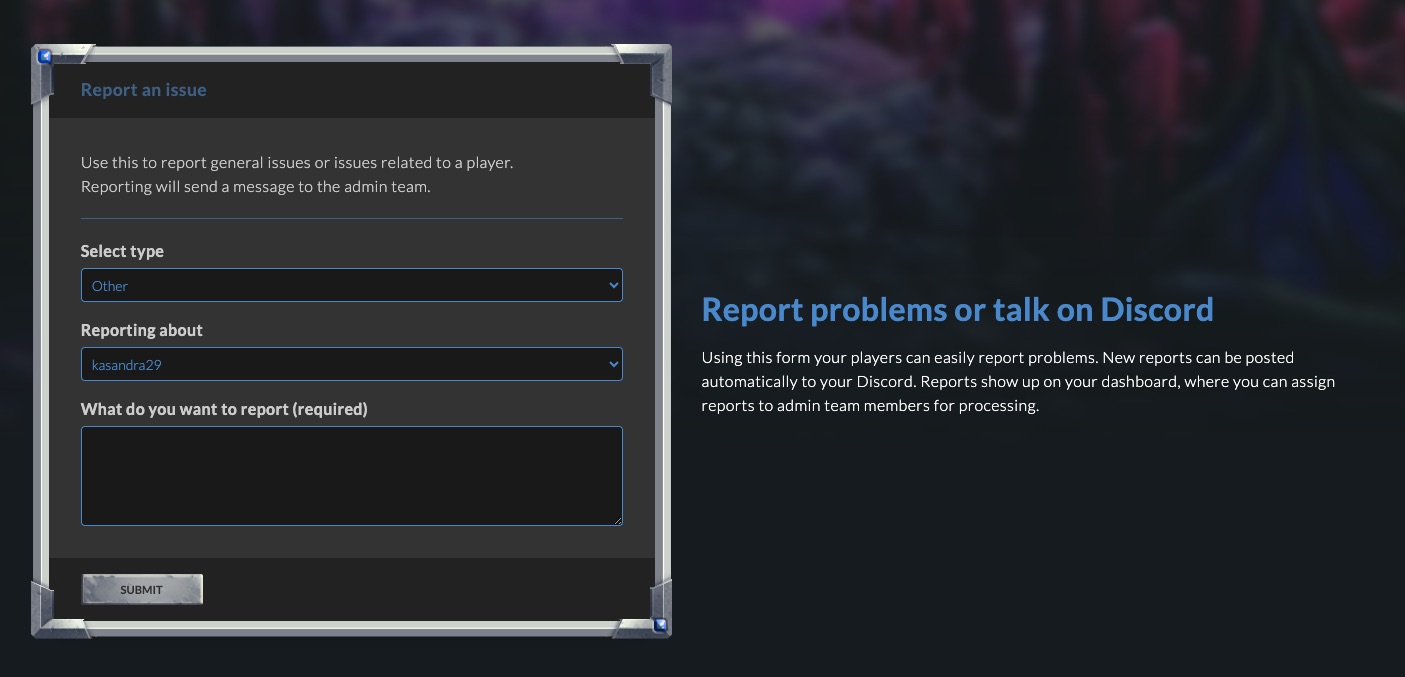 Report an issue
Use this to report general issues or issues related to a player.
Reporting will send a message to the admin team.
Select type
Other
Reporting about
kasandra29
What do you want to report (required)
SUBMIT
Report problems or talk on Discord
Using this form your players can easily report problems. New reports can be posted
automatically to your Discord. Reports show up on your dashboard, where you can assign
reports to admin team members for processing.